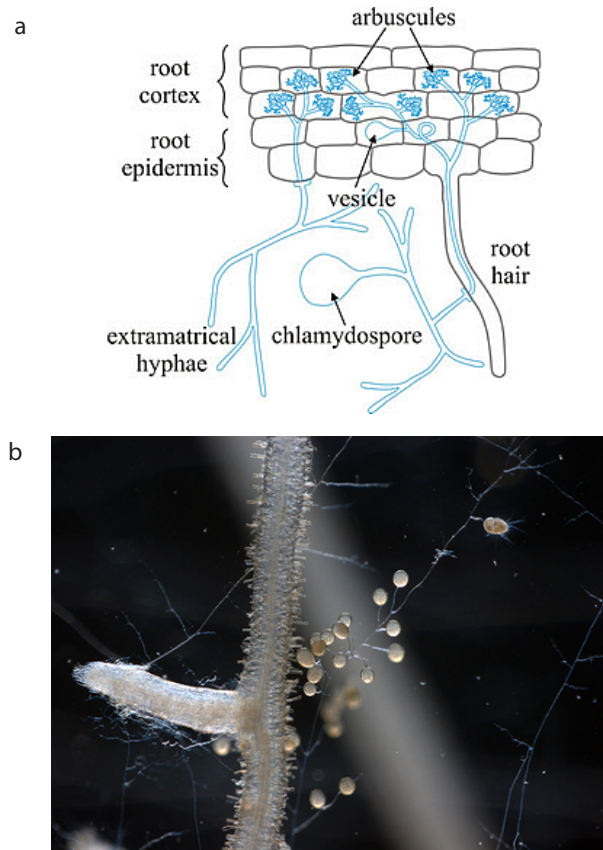 a
arbuscules
root
cortex
root
epidermis
vesicle
root
hair
extramatrical
hyphae
chlamydospore
b